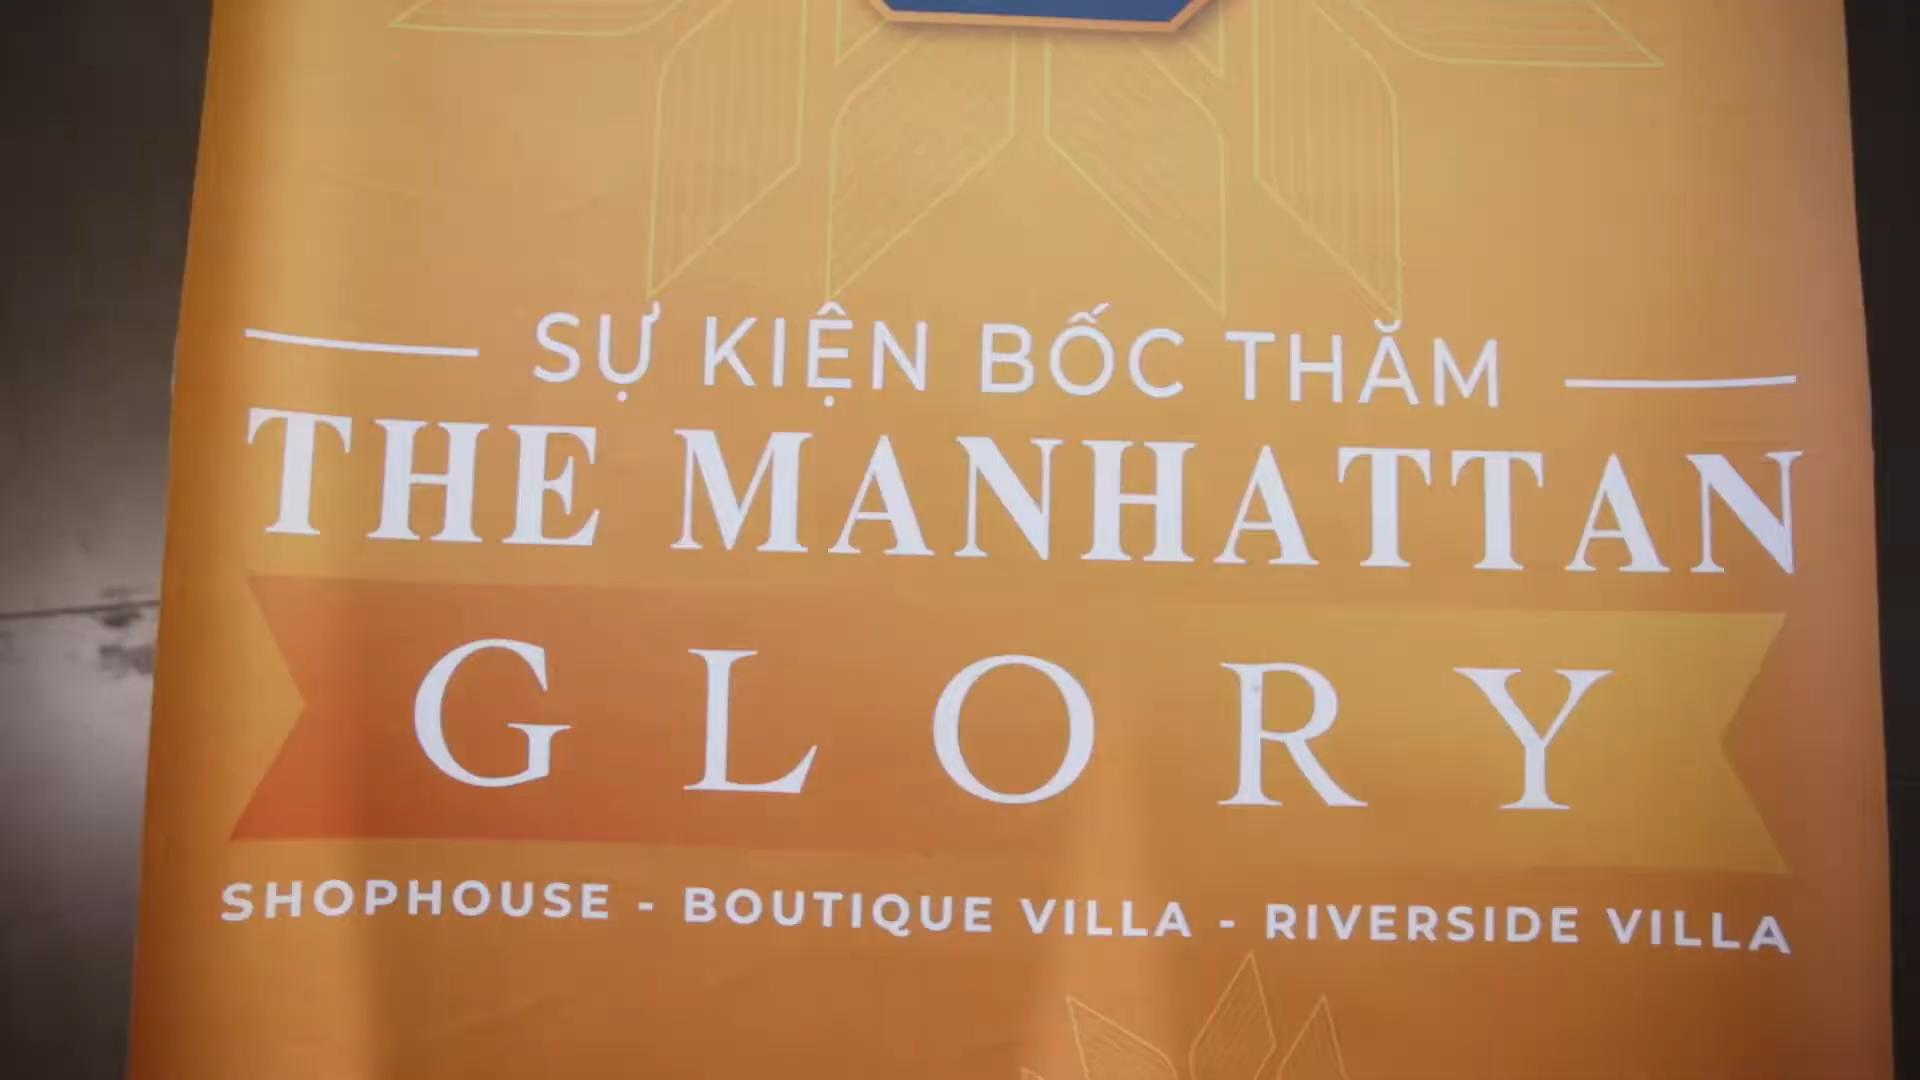 SỰ KIỆN BỐC THĂM
THE MANHATTAN
GLORY
SHOPHOUSE - BOUTIQUE VILLA - RIVERSIDE VILLA